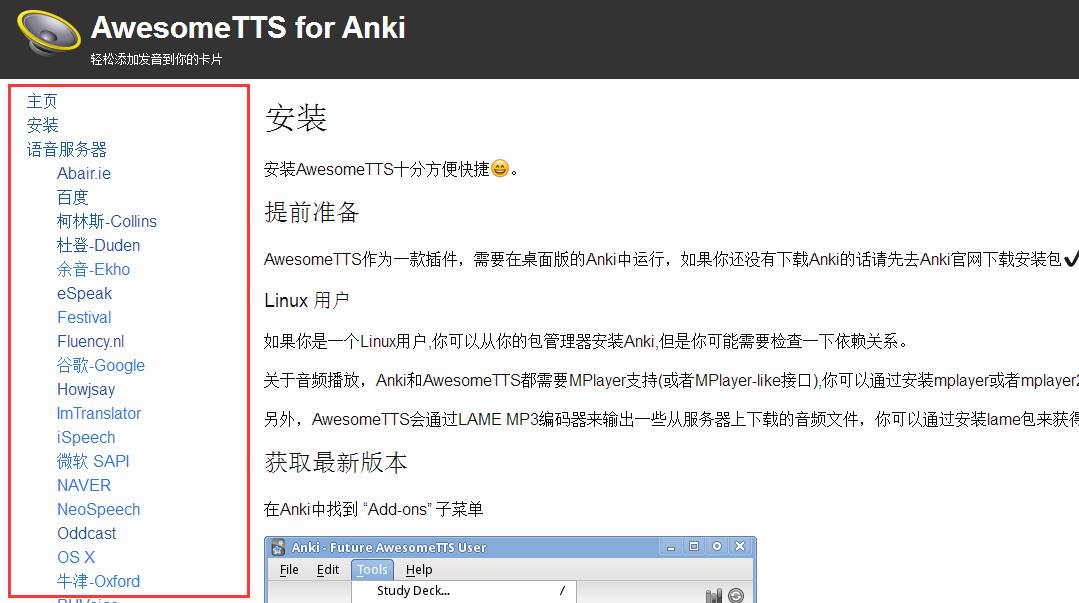 AwesomeTTS for Anki
轻松添加发音到你的卡片
主页
安装
语音服务器
Abair.ie
百度
柯林斯-Collins
杜登-Duden
余音-Ekho
eSpeak
Festival
Fluency.nl
谷歌-Google
Howjsay
ImTranslator
iSpeech
微软 SAPI
NAVER
NeoSpeech
Oddcast
OS X
牛津-Oxford
安装
安装AwesomeTTS十分方便快捷😄。
提前准备
AwesomeTTS作为一款插件，需要在桌面版的Anki中运行，如果你还没有下载Anki的话请先去Anki官网下载安装包✔
Linux 用户
如果你是一个Linux用户,你可以从你的包管理器安装Anki,但是你可能需要检查一下依赖关系。
关于音频播放，Anki和AwesomeTTS都需要MPlayer支持(或者MPlayer-like接口),你可以通过安装mplayer或者mplayer2
另外，AwesomeTTS会通过LAME MP3编码器来输出一些从服务器上下载的音频文件，你可以通过安装lame包来获得
获取最新版本
在Anki中找到 “Add-ons” 子菜单
Anki - Future AwesomeTTS User
File Edit Tools Help
Study Deck... /